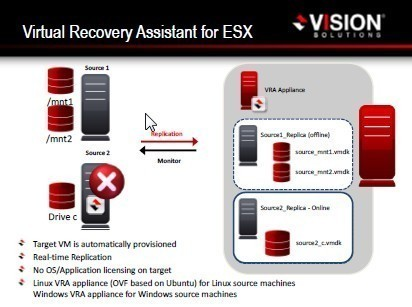 Virtual Recovery Assistant for ESX
VISION
SOLUTIONS
Source 1
/mnt1
/mnt2
Replication
Monitor
Source 2
Drive c
VRA Appliance
Source1_Replica (offline)
source_mnt1.vmdk
source_mnt2.vmdk
Source2_Replica - Online
source2_c.vmdk
Target VM is automatically provisioned
Real-time Replication
No OS/Application licensing on target
Linux VRA appliance (OVF based on Ubuntu) for Linux source machines
Windows VRA appliance for Windows source machines